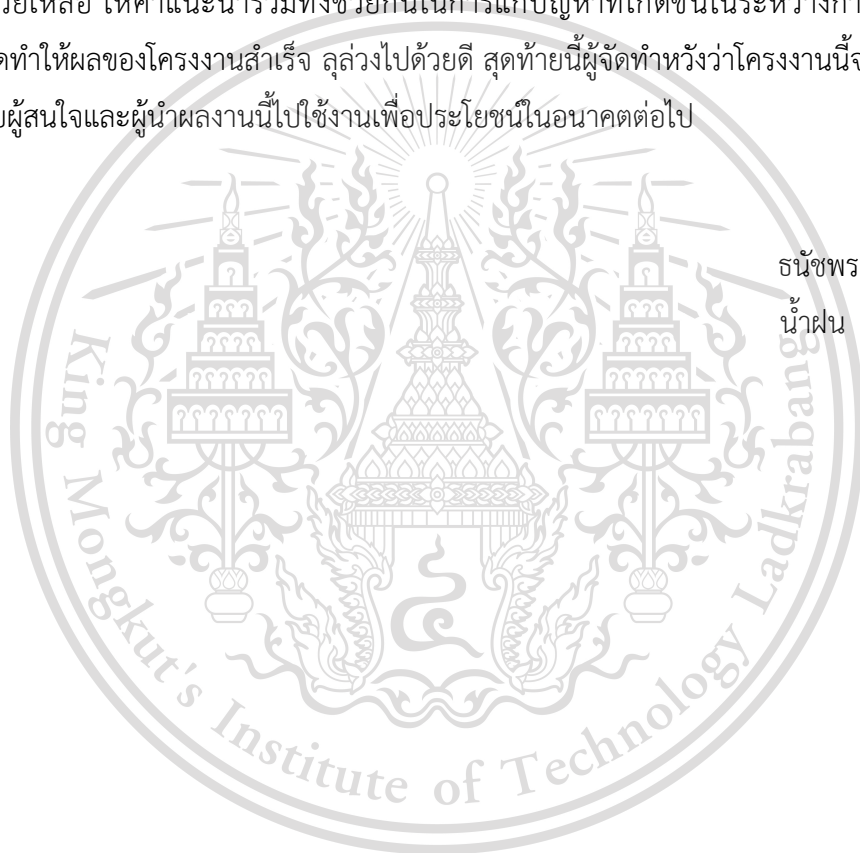 วยเหลือ ให้คำแนะนำรวมทั้งช่วยกันในการแก้ปัญหาที่เกิดขึ้นในระหว่างกา
ดทำให้ผลของโครงงานสำเร็จ ลุล่วงไปด้วยดี สุดท้ายนี้ผู้จัดทำหวังว่าโครงงานนี้จ
ผู้สนใจและผู้นำผลงานนี้ไปใช้งานเพื่อประโยชน์ในอนาคตต่อไป
ธนัชพร
น้ำฝน
King Mongkut's Institute of Technology Ladkrabang